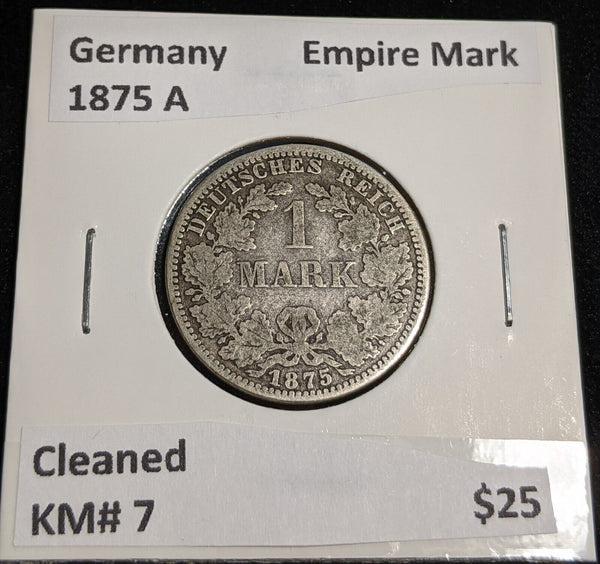 Germany Empire Mark
1875 A
DEUTSCHES REICH
1
MARK
1875
Cleaned
KM# 7 $25